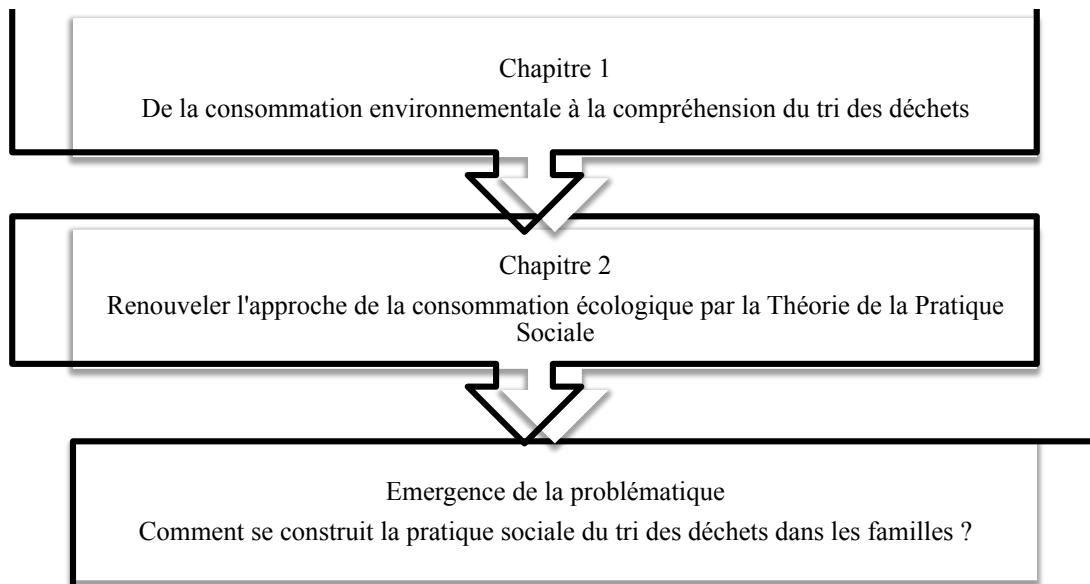 Chapitre 1
De la consommation environnementale à la compréhension du tri des déchets
Chapitre 2
Renouveler l'approche de la consommation écologique par la Théorie de la Pratique
Sociale
Emergence de la problématique
Comment se construit la pratique sociale du tri des déchets dans les familles ?